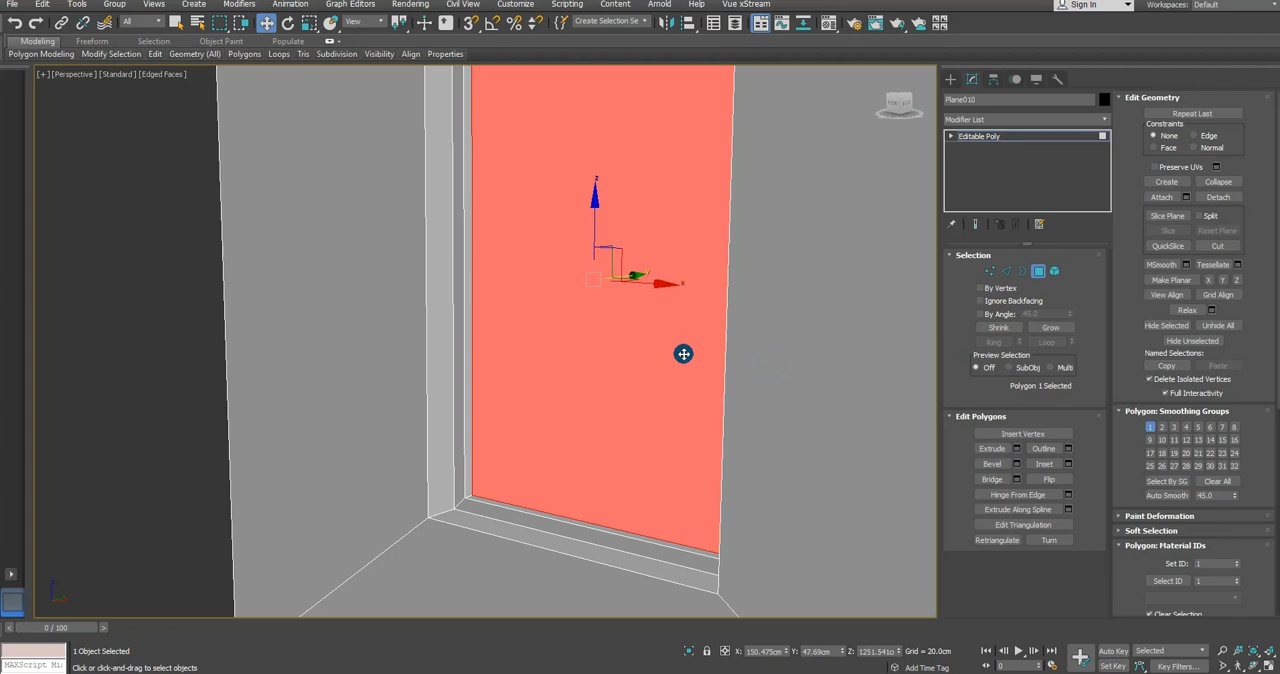 File Edit Tools Group Views Create Modifiers Animation Graph Editors Rendering Civil View Customize Scripting Content Arnold Help Vue xStream Sign In Workspaces: Default
All View Create Selection Se
Modeling Freeform Selection Object Paint Populate
Polygon Modeling Modify Selection Edit Geometry (All) Polygons Loops Tris Subdivision Visibility Align Properties
[+] [Perspective] [Standard] [Edged Faces]
z
x
Plane010
Modifier List
Editable Poly
Selection
By Vertex
Ignore Backfacing
By Angle: 45.0
Shrink Grow
Ring Loop
Preview Selection
Off SubObj Multi
Polygon 1 Selected
Edit Polygons
Insert Vertex
Extrude Outline
Bevel Inset
Bridge Flip
Hinge From Edge
Extrude Along Spline
Edit Triangulation
Retriangulate Turn
Edit Geometry
Repeat Last
Constraints
None Edge
Face Normal
Preserve UVs
Create Collapse
Attach Detach
Slice Plane Split
Slice Reset Plane
QuickSlice Cut
MSmooth Tessellate
Make Planar X Y Z
View Align Grid Align
Relax
Hide Selected Unhide All
Hide Unselected
Named Selections:
Copy Paste
Delete Isolated Vertices
Full Interactivity
Polygon: Smoothing Groups
1 2 3 4 5 6 7 8
9 10 11 12 13 14 15 16
17 18 19 20 21 22 23 24
25 26 27 28 29 30 31 32
Select By SG Clear All
Auto Smooth 45.0
Paint Deformation
Soft Selection
Polygon: Material IDs
Set ID: 1
Select ID 1
Clear Selection
0 / 100
1 Object Selected
MAXScript Mi
Click or click-and-drag to select objects
X: 150.475cm Y: 47.69cm Z: 1251.541cm Grid = 20.0cm
Add Time Tag
0
Auto Key Selected
Set Key Key Filters...